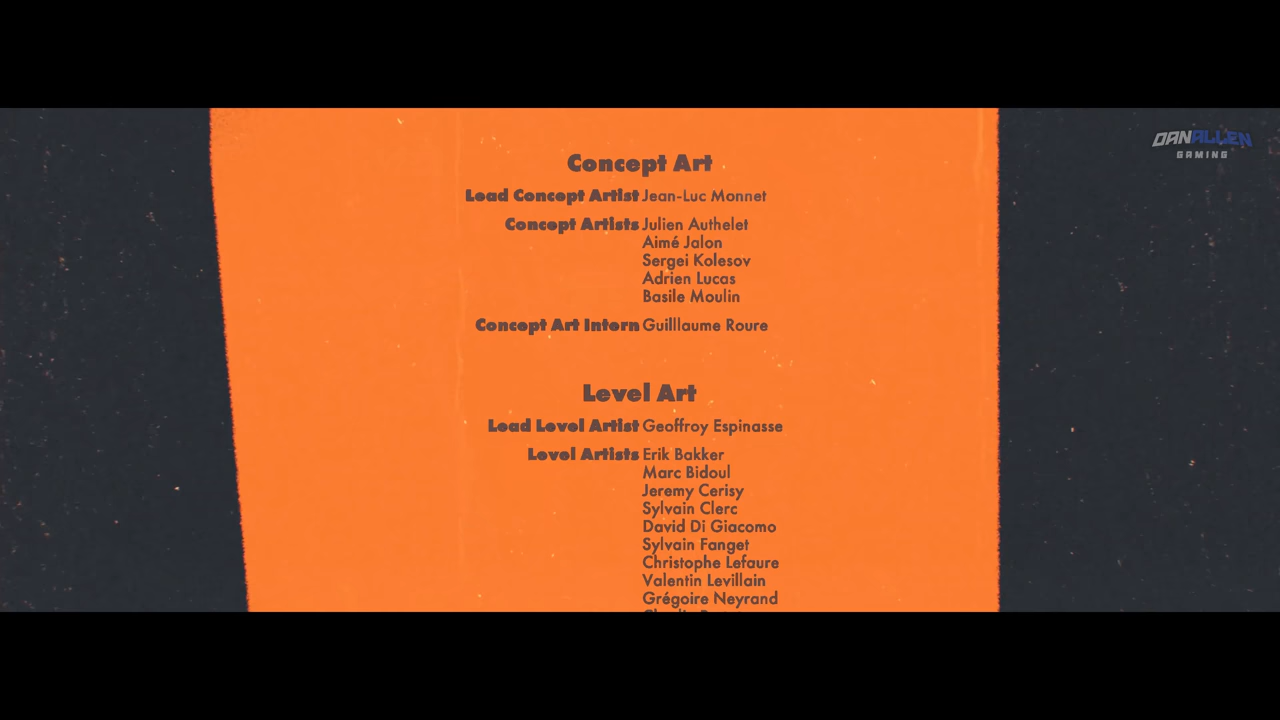 DANALLEN
GAMING
Concept Art
Lead Concept Artist Jean-Luc Monnet
Concept Artists Julien Authelet
Aimé Jalon
Sergei Kolesov
Adrien Lucas
Basile Moulin
Concept Art Intern Guilllaume Roure
Level Art
Lead Level Artist Geoffroy Espinasse
Level Artists Erik Bakker
Marc Bidoul
Jeremy Cerisy
Sylvain Clerc
David Di Giacomo
Sylvain Fanget
Christophe Lefaure
Valentin Levillain
Grégoire Neyrand